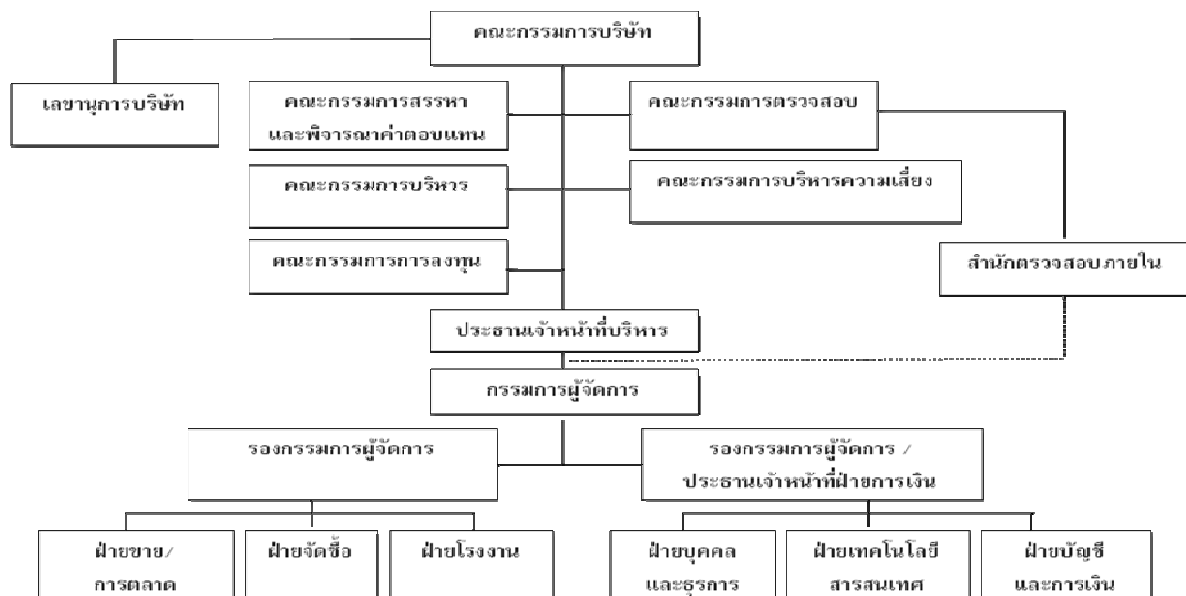 คณะกรรมการบริษัท
เลขานุการบริษัท
คณะกรรมการสรรหา
และพิจารณาค่าตอบแทน
คณะกรรมการตรวจสอบ
คณะกรรมการบริหาร
คณะกรรมการบริหารความเสี่ยง
คณะกรรมการการลงทุน
สำนักตรวจสอบภายใน
ประธานเจ้าหน้าที่บริหาร
กรรมการผู้จัดการ
รองกรรมการผู้จัดการ
รองกรรมการผู้จัดการ /
ประธานเจ้าหน้าที่ฝ่ายการเงิน
ฝ่ายขาย/
การตลาด
ฝ่ายจัดซื้อ
ฝ่ายโรงงาน
ฝ่ายบุคคล
และธุรการ
ฝ่ายเทคโนโลยี
สารสนเทศ
ฝ่ายบัญชี
และการเงิน